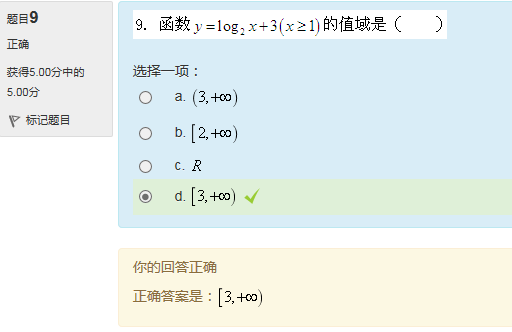 题目9
正确
获得5.00分中的
5.00分
标记题目
9. 函数 y=log₂ x+3(x≥1)的值域是（ ）
选择一项：
a. (3,+∞)
b. [2,+∞)
c. R
d. [3,+∞)
你的回答正确
正确答案是：[3,+∞)